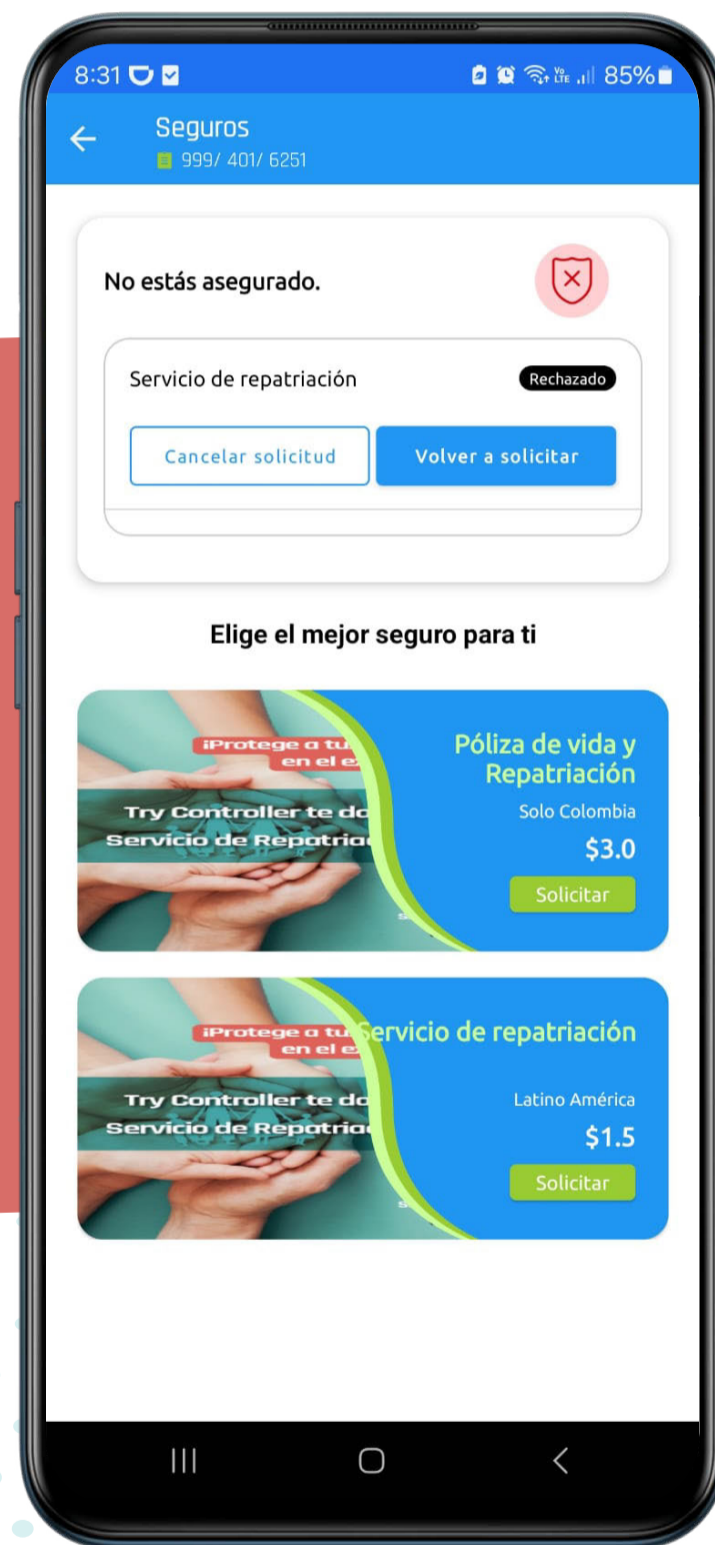 8:31
Vo LTE 85%
Seguros
999/ 401/ 6251
No estás asegurado.
Servicio de repatriación
Rechazado
Cancelar solicitud
Volver a solicitar
Elige el mejor seguro para ti
¡Protege a tu
en el
Try Controller te
Servicio de
Póliza de vida y
Repatriación
Solo Colombia
$3.0
Solicitar
¡Protege a tu
en el
Try Controller te
Servicio de
Servicio de repatriación
Latino América
$1.5
Solicitar